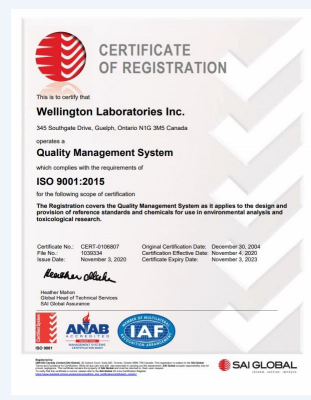 CERTIFICATE
OF REGISTRATION
This is to certify that
Wellington Laboratories Inc.
345 Southgate Drive, Guelph, Ontario N1G 3M5 Canada
operates a
Quality Management System
which complies with the requirements of
ISO 9001:2015
for the following scope of certification
The Registration covers the Quality Management System as it applies to the design and
provision of reference standards and chemicals for use in environmental analysis and
toxicological research.
Certificate No.: CERT-0106807 Original Certification Date: December 30, 2004
File No.: 1039334 Certification Effective Date: November 4, 2020
Issue Date: November 3, 2020 Certificate Expiry Date: November 3, 2023
Heather Mahon
Global Head of Technical Services
SAI Global Assurance
ISO 9001
ANAB
ACCREDITED
MANAGEMENT SYSTEMS
CERTIFICATION BODY
IAF
SAI GLOBAL